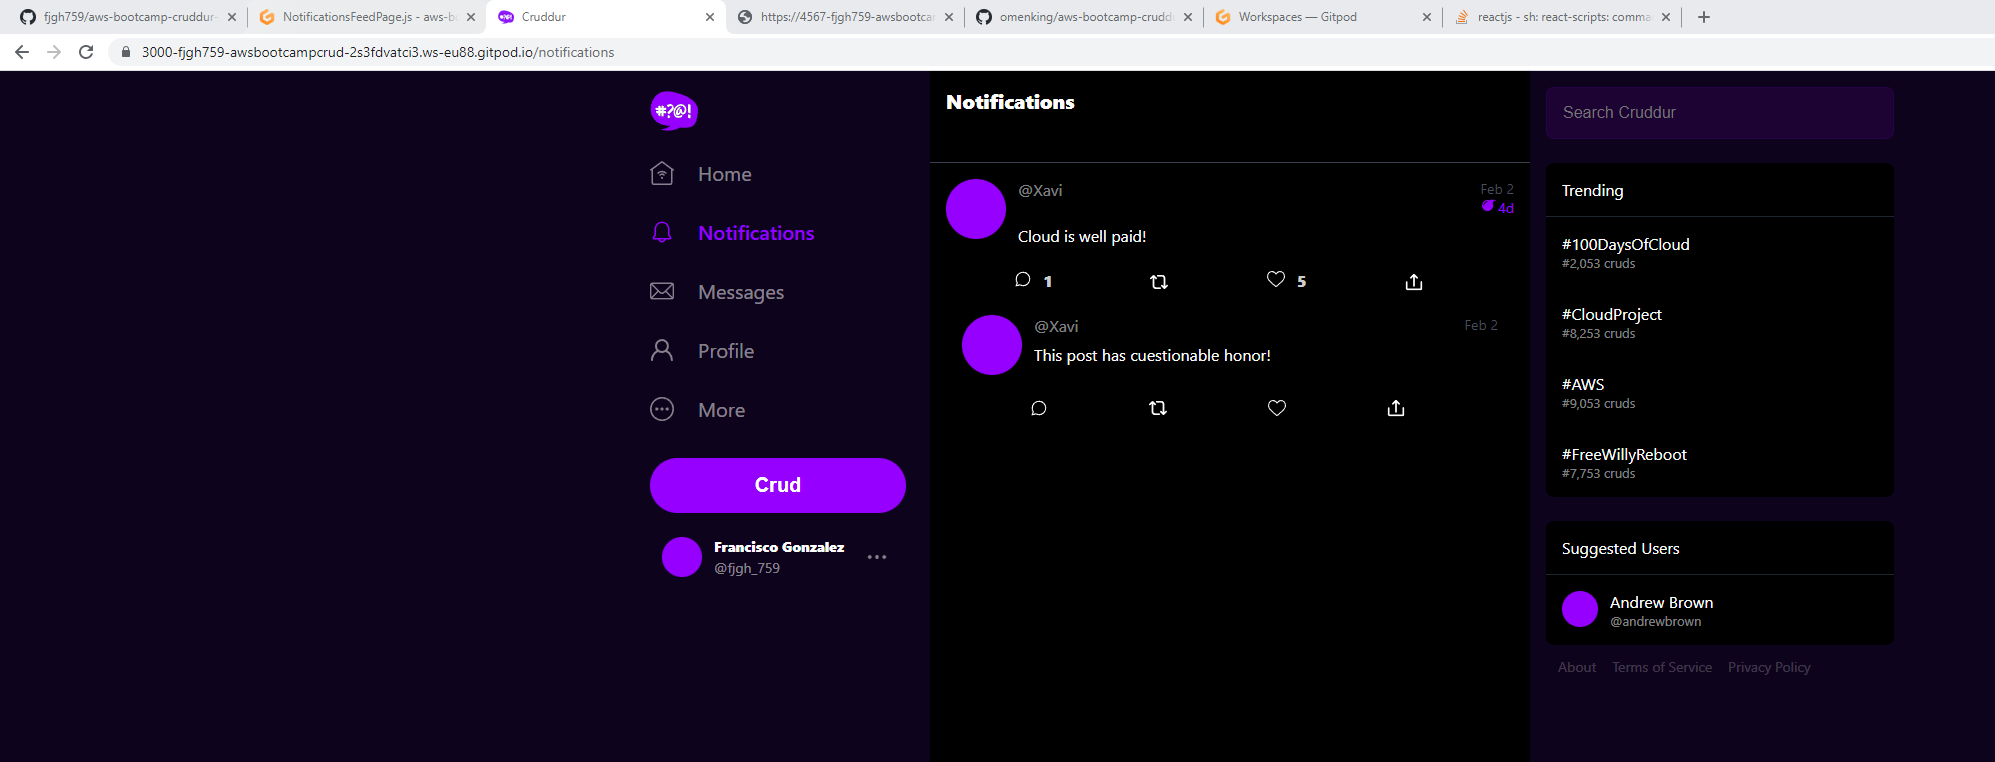 fjgh759/aws-bootcamp-cruddur-
NotificationsFeedPage.js - aws-bo
Cruddur
https://4567-fjgh759-awsbootcam
omenking/aws-bootcamp-cruddu
Workspaces — Gitpod
reactjs - sh: react-scripts: comma
3000-fjgh759-awsbootcampcrud-2s3fdvatci3.ws-eu88.gitpod.io/notifications
#?@!
Home
Notifications
Messages
Profile
More
Crud
Francisco Gonzalez
@fjgh_759
Notifications
@Xavi
Feb 2
4d
Cloud is well paid!
1
5
@Xavi
Feb 2
This post has cuestionable honor!
Search Cruddur
Trending
#100DaysOfCloud
#2,053 cruds
#CloudProject
#8,253 cruds
#AWS
#9,053 cruds
#FreeWillyReboot
#7,753 cruds
Suggested Users
Andrew Brown
@andrewbrown
About Terms of Service Privacy Policy